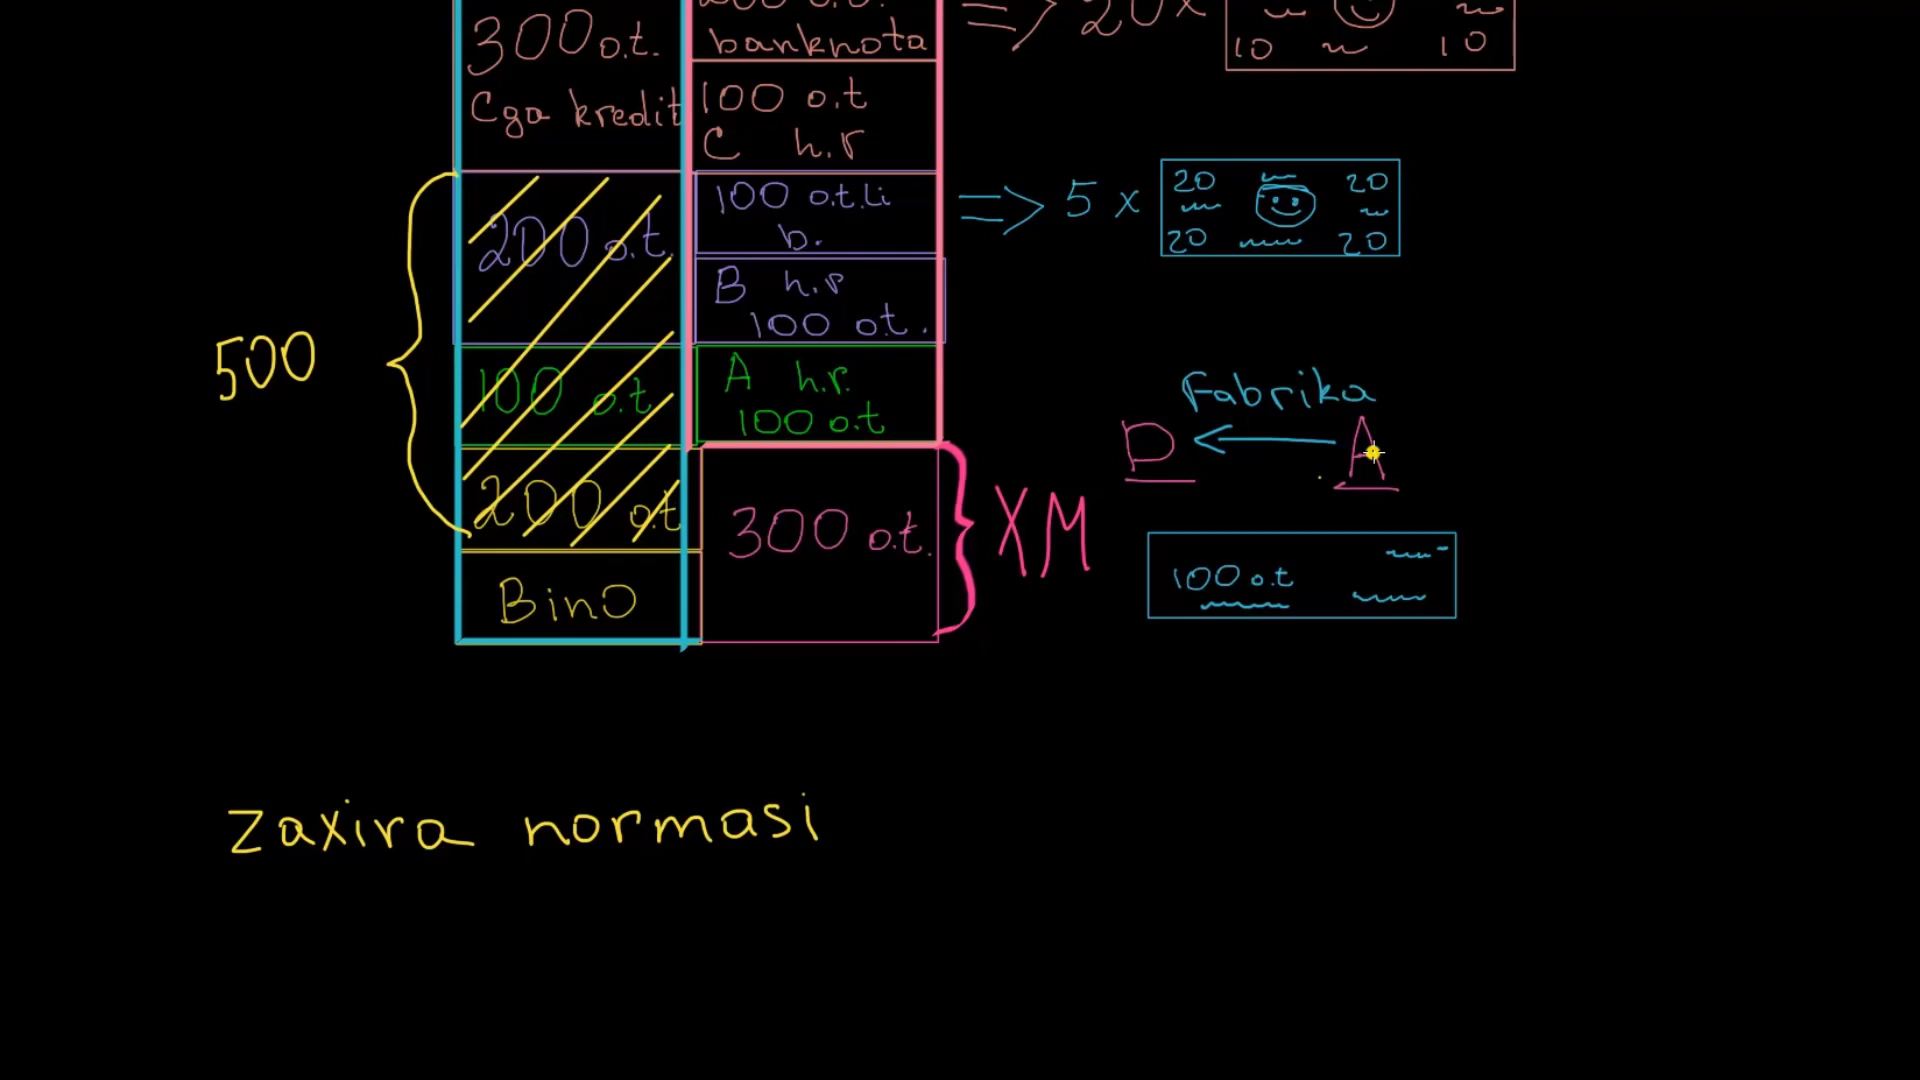 300 o.t.
Cga kredit
banknota
20 x
10 10
100 o.t
C h.r
200 o.t.
100 o.t.li
b.
5 x
20 20
20 20
B h.r
100 o.t.
500
100 o.t
A h.r.
100 o.t
Fabrika
D A
200 o.t
300 o.t.
XM
100 o.t
Bino
zaxira normasi